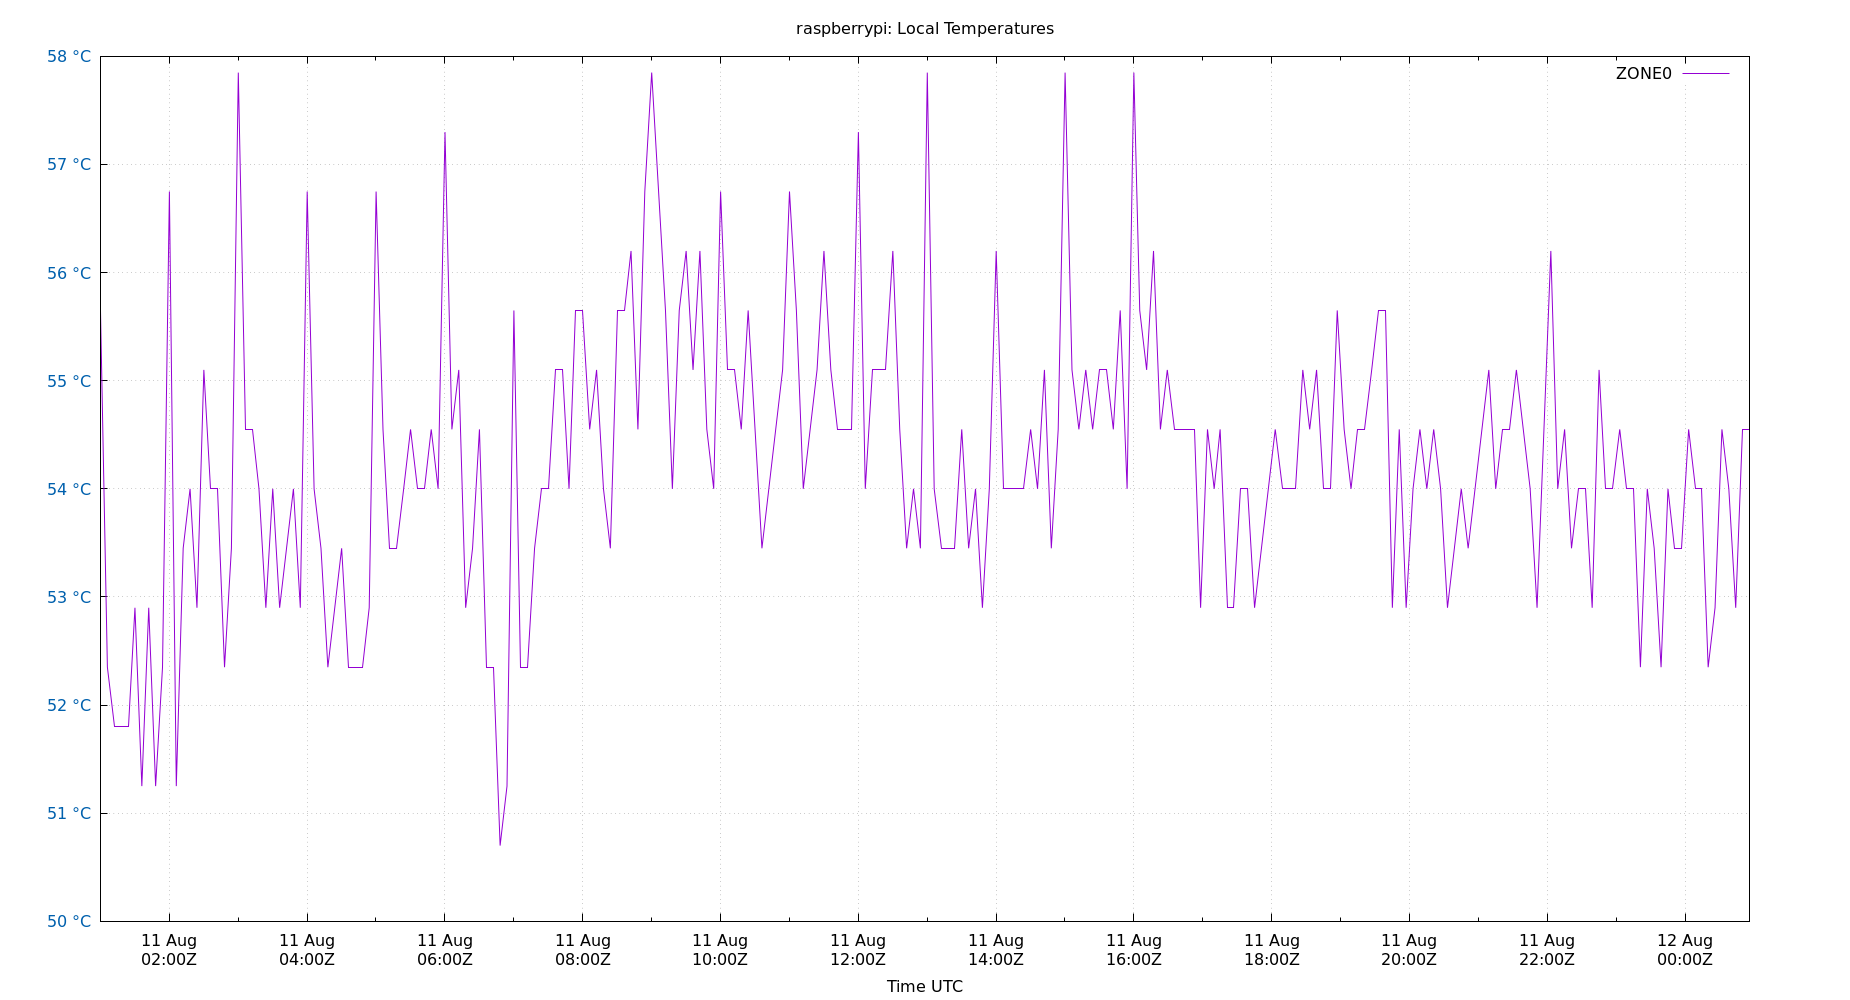 raspberrypi: Local Temperatures
58 °C
ZONE0
57 °C
56 °C
55 °C
54 °C
53 °C
52 °C
51 °C
50 °C
11 Aug 11 Aug 11 Aug 11 Aug 11 Aug 11 Aug 11 Aug 11 Aug 11 Aug 11 Aug 11 Aug 12 Aug
02:00Z 04:00Z 06:00Z 08:00Z 10:00Z 12:00Z 14:00Z 16:00Z 18:00Z 20:00Z 22:00Z 00:00Z
Time UTC